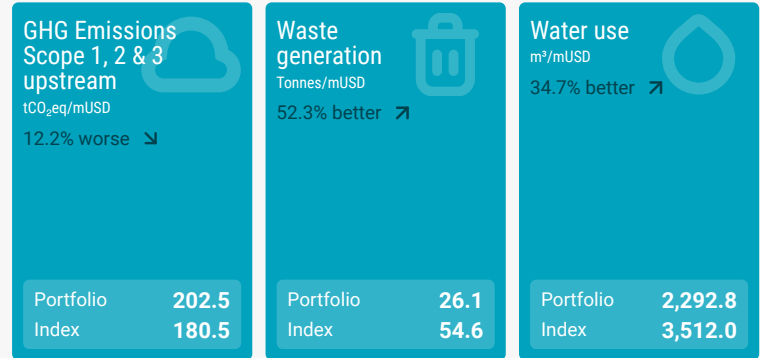 GHG Emissions
Scope 1, 2 & 3
upstream
tCO₂eq/mUSD
12.2% worse
Portfolio 202.5
Index 180.5
Waste
generation
Tonnes/mUSD
52.3% better
Portfolio 26.1
Index 54.6
Water use
m³/mUSD
34.7% better
Portfolio 2,292.8
Index 3,512.0